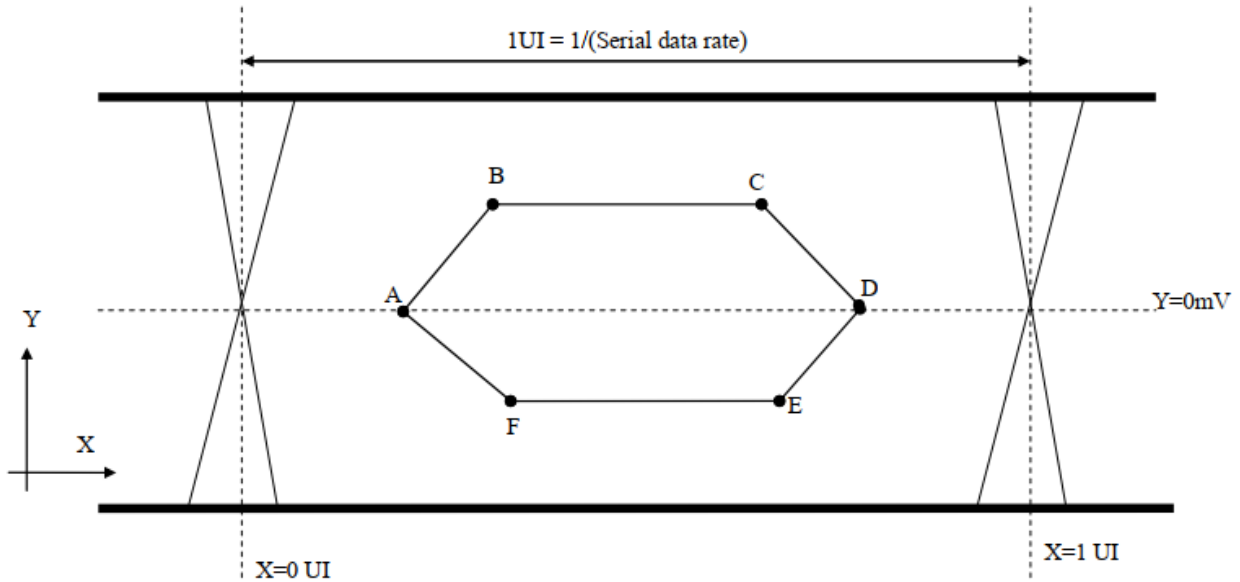 1UI = 1/(Serial data rate)
B
C
A
D
Y=0mV
Y
F
E
X
X=0 UI
X=1 UI